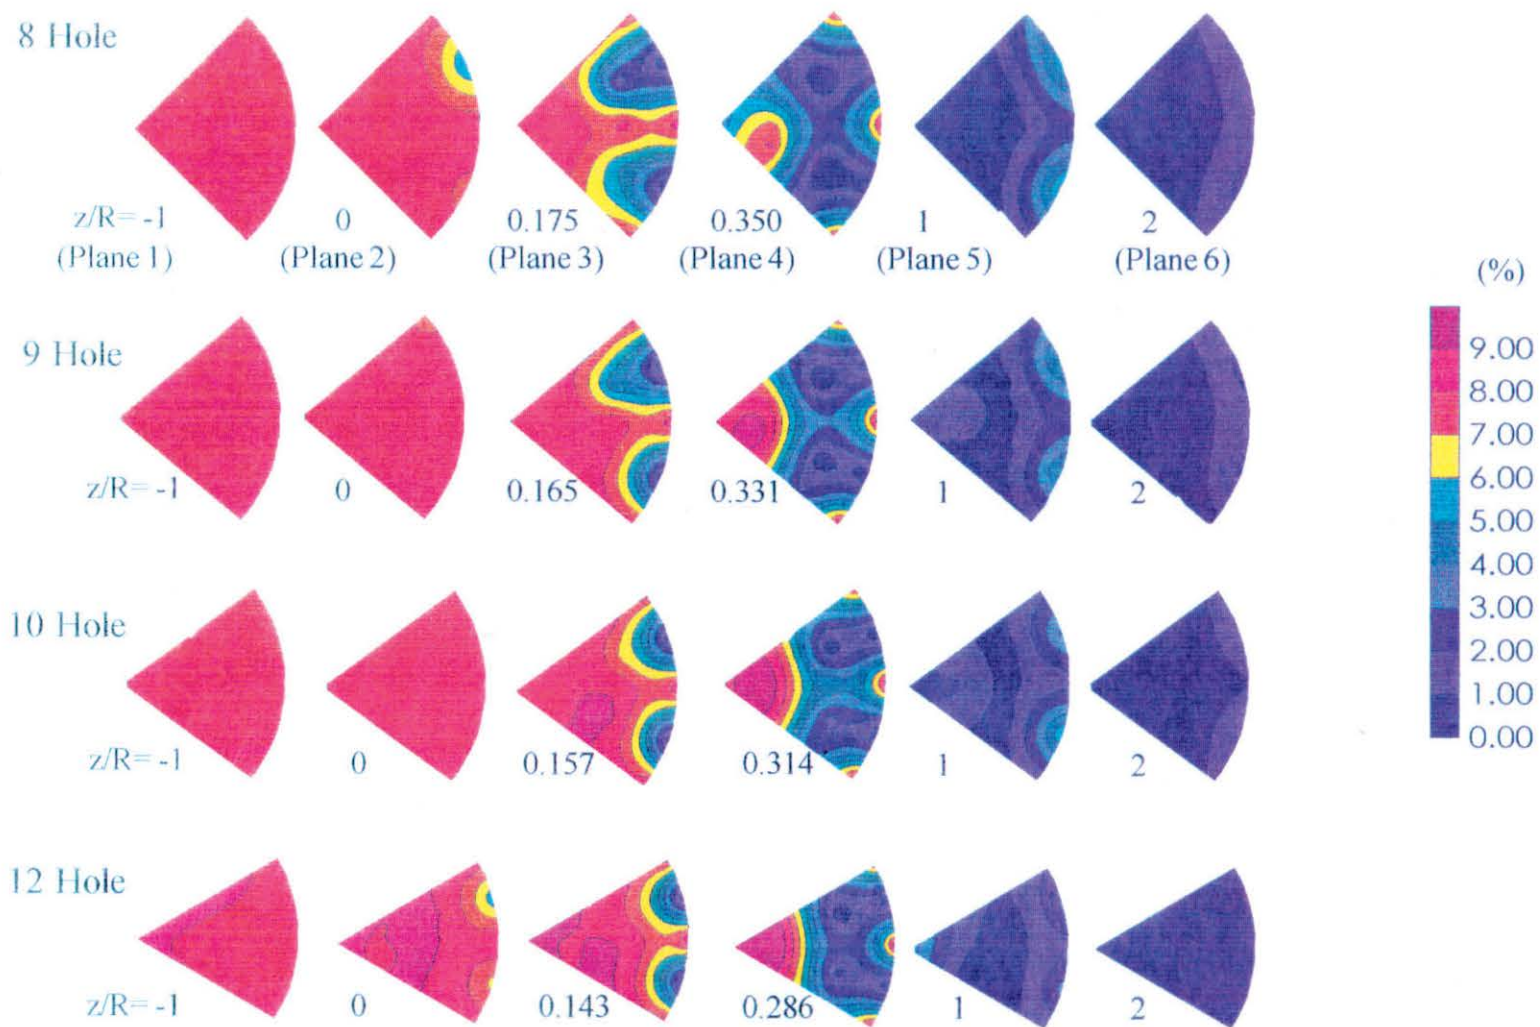 8 Hole
z/R= -1 0 0.175 0.350 1 2
(Plane 1) (Plane 2) (Plane 3) (Plane 4) (Plane 5) (Plane 6)
(%)
9 Hole
z/R= -1 0 0.165 0.331 1 2
9.00
8.00
7.00
6.00
5.00
4.00
3.00
2.00
1.00
0.00
10 Hole
z/R= -1 0 0.157 0.314 1 2
12 Hole
z/R= -1 0 0.143 0.286 1 2